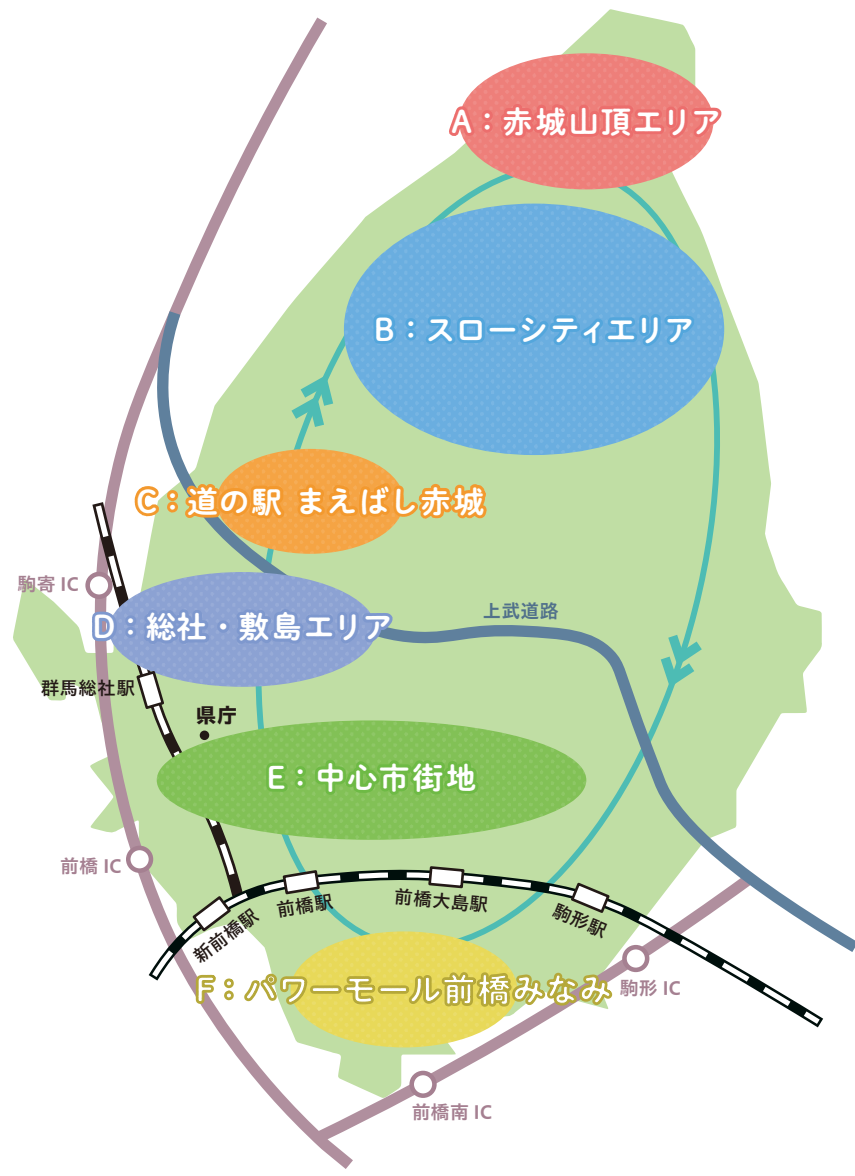 A：赤城山頂エリア
B：スローシティエリア
C：道の駅 まえばし赤城
駒寄 IC
D：総社・敷島エリア
上武道路
群馬総社駅
県庁
E：中心市街地
前橋 IC
前橋駅
前橋大島駅
駒形駅
新前橋駅
F：パワーモール前橋みなみ
駒形 IC
前橋南 IC